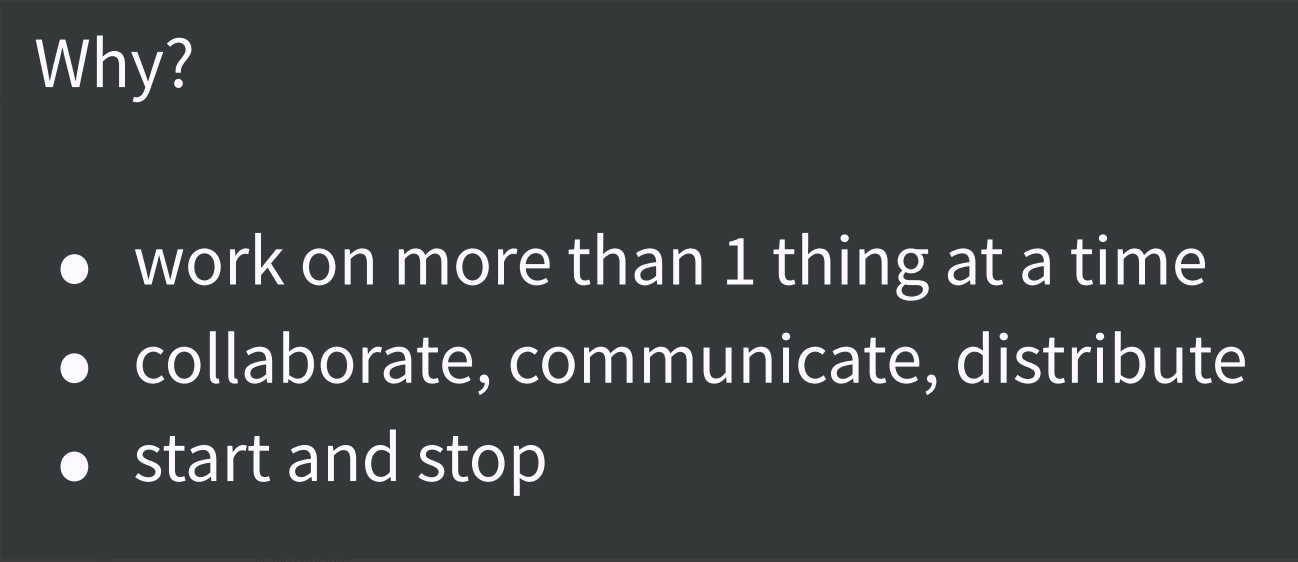 Why?
● work on more than 1 thing at a time
● collaborate, communicate, distribute
● start and stop